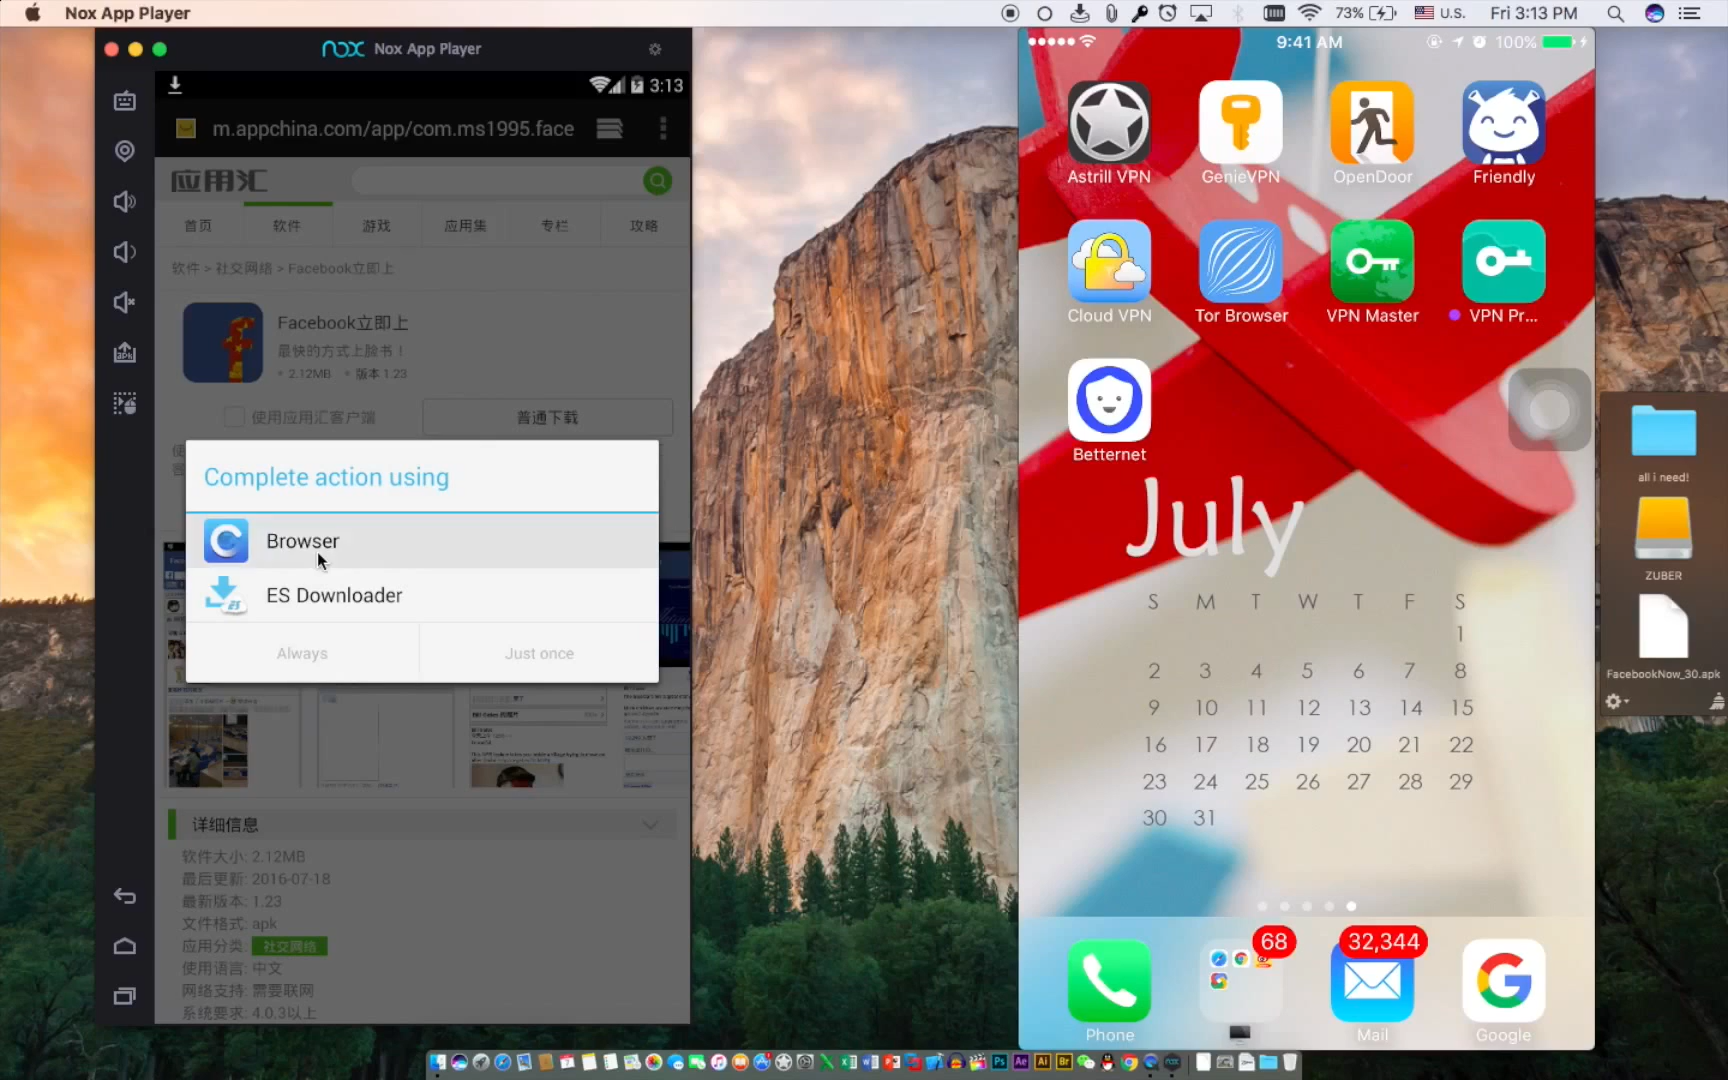 Nox App Player
73%
U.S.
Fri 3:13 PM
nox Nox App Player
3:13
m.appchina.com/app/com.ms1995.face
应用汇
首页
软件
游戏
应用集
专栏
攻略
软件 > 社交网络 > Facebook立即上
Facebook立即上
最快的方式上脸书！
• 2.12MB • 版本 1.23
使用应用汇客户端
普通下载
Complete action using
Browser
ES Downloader
Always
Just once
详细信息
软件大小: 2.12MB
最后更新: 2016-07-18
最新版本: 1.23
文件格式: apk
应用分类: 社交网络
使用语言: 中文
网络支持: 需要联网
系统要求: 4.0.3以上
9:41 AM
100%
Astrill VPN
GenieVPN
OpenDoor
Friendly
Cloud VPN
Tor Browser
VPN Master
VPN Pr...
Betternet
July
S M T W T F S
1
2 3 4 5 6 7 8
9 10 11 12 13 14 15
16 17 18 19 20 21 22
23 24 25 26 27 28 29
30 31
68
32,344
Phone
Mail
Google
all i need!
ZUBER
FacebookNow_30.apk